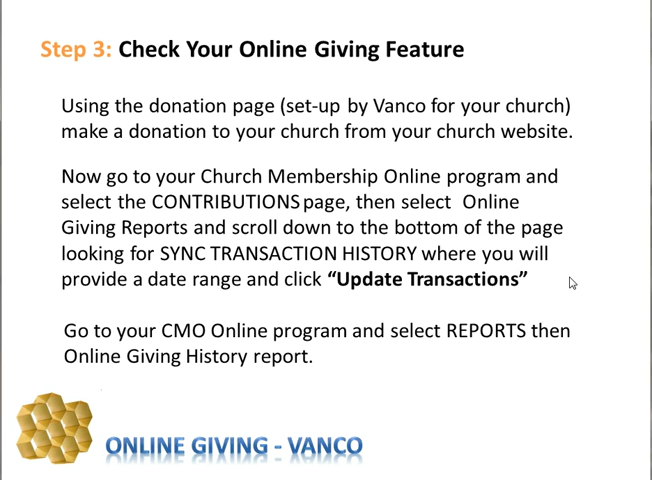 Step 3: Check Your Online Giving Feature
Using the donation page (set-up by Vanco for your church)
make a donation to your church from your church website.
Now go to your Church Membership Online program and
select the CONTRIBUTIONS page, then select Online
Giving Reports and scroll down to the bottom of the page
looking for SYNC TRANSACTION HISTORY where you will
provide a date range and click “Update Transactions”
Go to your CMO Online program and select REPORTS then
Online Giving History report.
ONLINE GIVING - VANCO